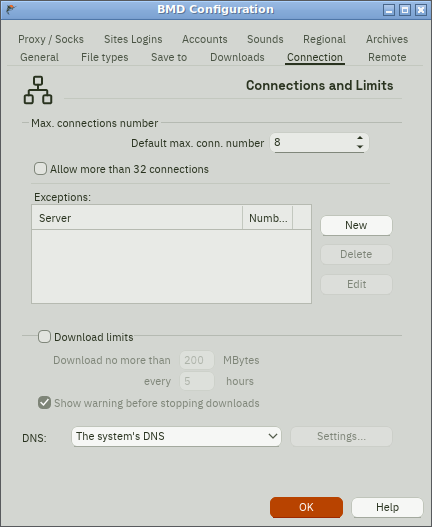 BMD Configuration
Proxy / Socks Sites Logins Accounts Sounds Regional Archives
General File types Save to Downloads Connection Remote
Connections and Limits
Max. connections number
Default max. conn. number 8
Allow more than 32 connections
Exceptions:
Server Numb...
New
Delete
Edit
Download limits
Download no more than 200 MBytes
every 5 hours
Show warning before stopping downloads
DNS: The system's DNS Settings...
OK Help